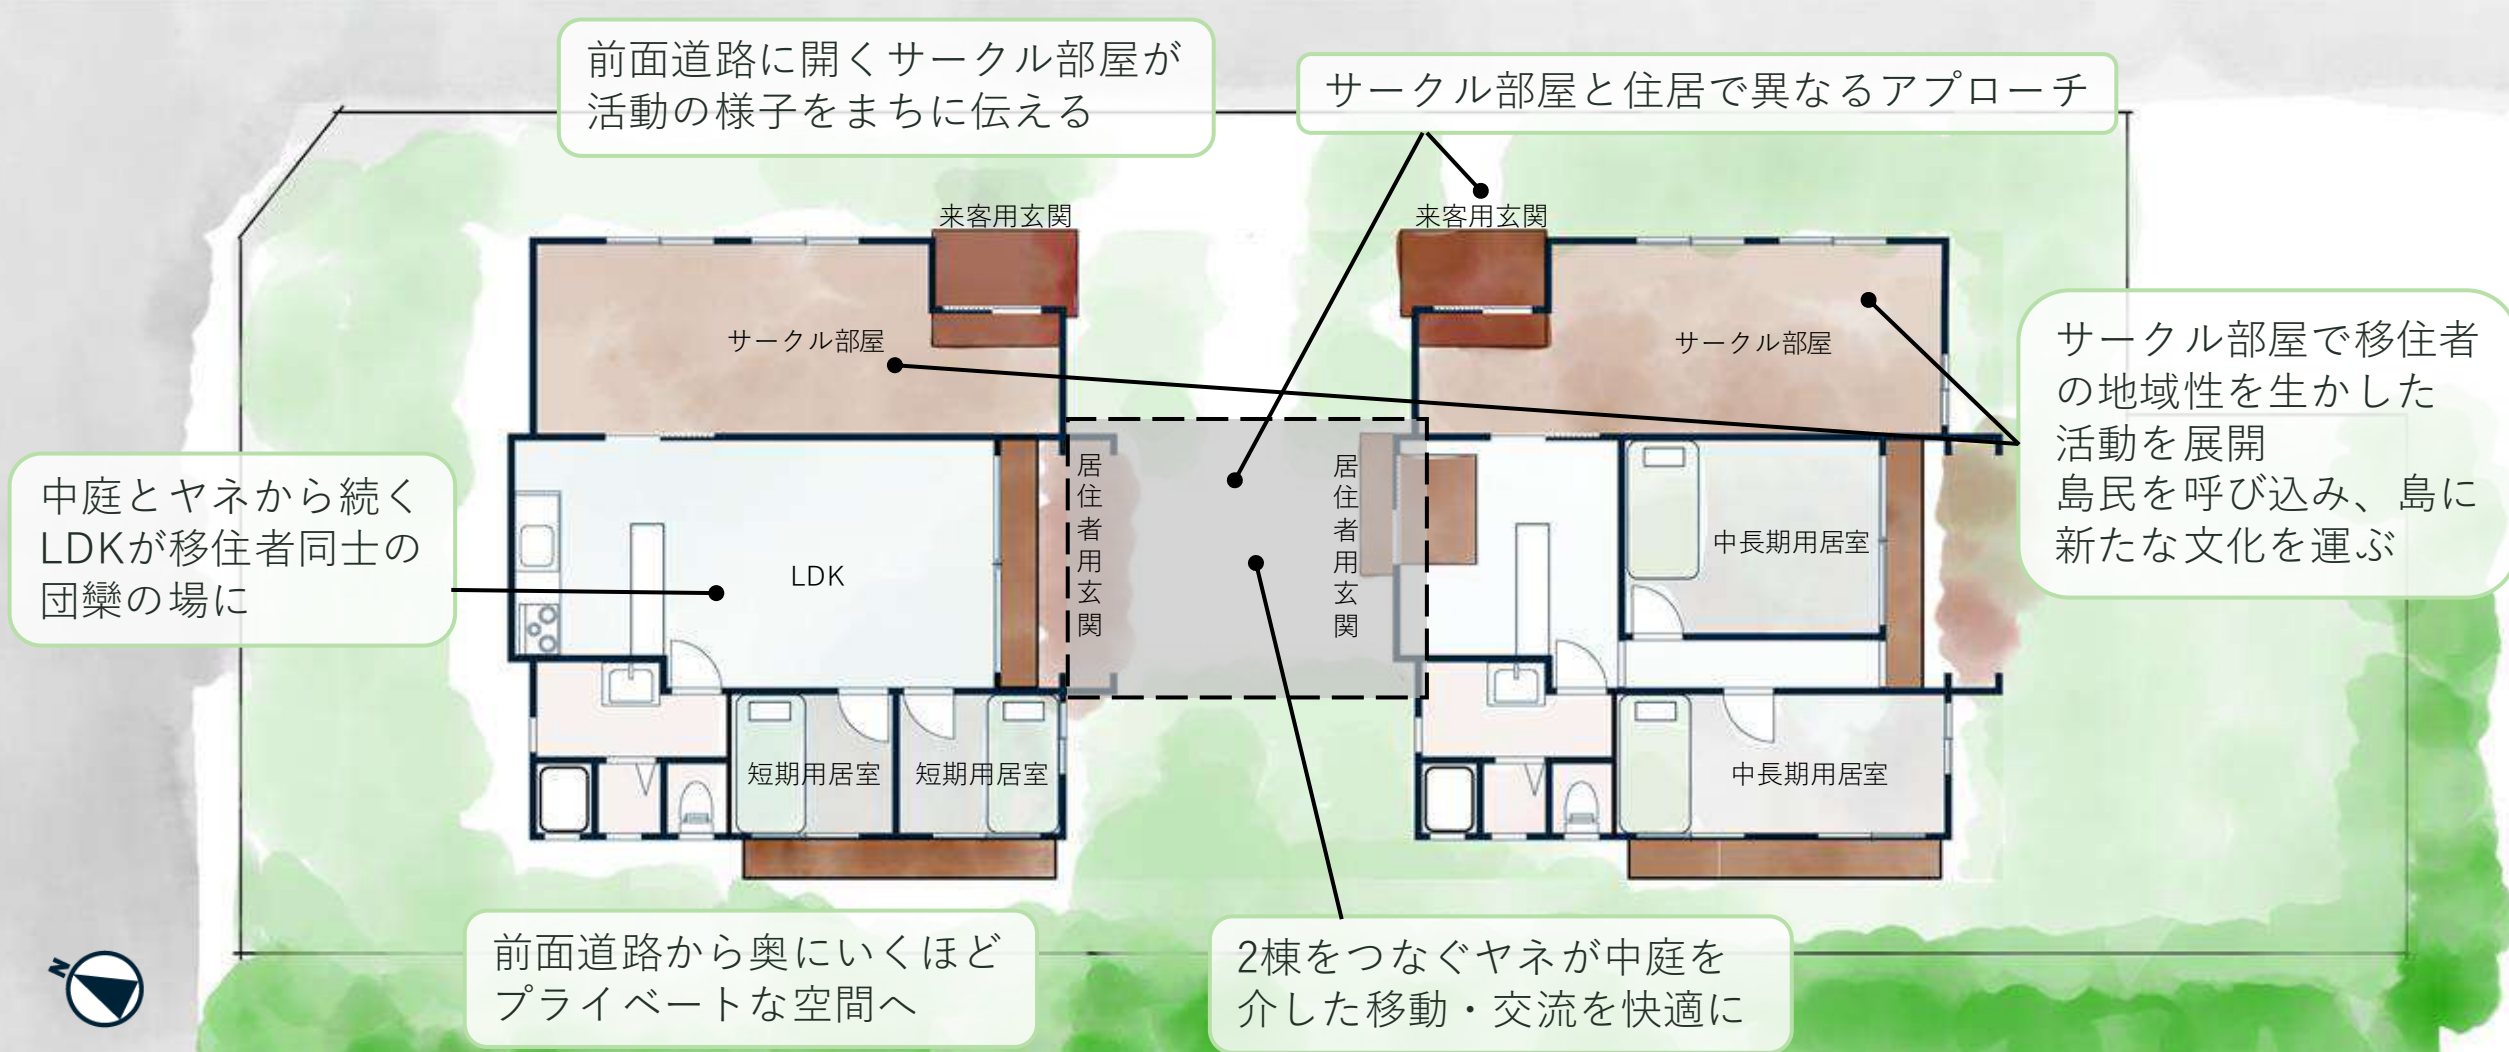 前面道路に開くサークル部屋が
活動の様子をまちに伝える
サークル部屋と住居で異なるアプローチ
来客用玄関
来客用玄関
サークル部屋
サークル部屋
サークル部屋で移住者
の地域性を生かした
活動を展開
島民を呼び込み、島に
新たな文化を運ぶ
中庭とヤネから続く
LDKが移住者同士の
団欒の場に
LDK
居住者用玄関
居住者用玄関
中長期用居室
短期用居室
短期用居室
中長期用居室
前面道路から奥にいくほど
プライベートな空間へ
2棟をつなぐヤネが中庭を
介した移動・交流を快適に
N